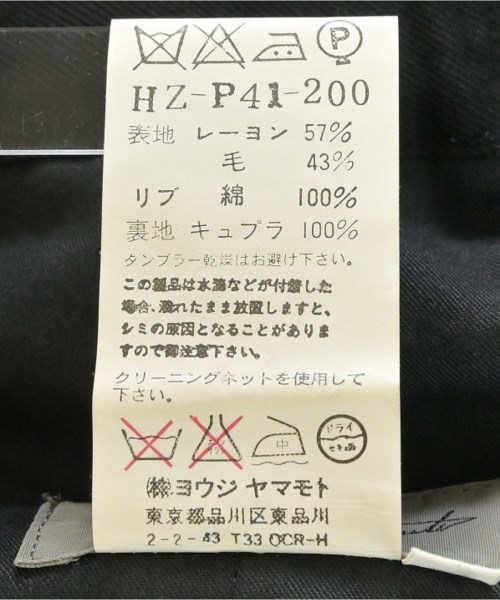 P
HZ-P41-200
表地 レーヨン 57%
毛 43%
リブ 綿 100%
裏地 キュプラ 100%
タンブラー乾燥はお避け下さい。
この製品は水滴などが付着した
場合、濡れたまま放置しますと、
シミの原因となることがありま
すので御注意下さい。
クリーニングネットを使用して
下さい。
中 ドライ セキユ系
㈱ヨウジ ヤマモト
東京都品川区東品川
2-2-43 T33 OCR-H